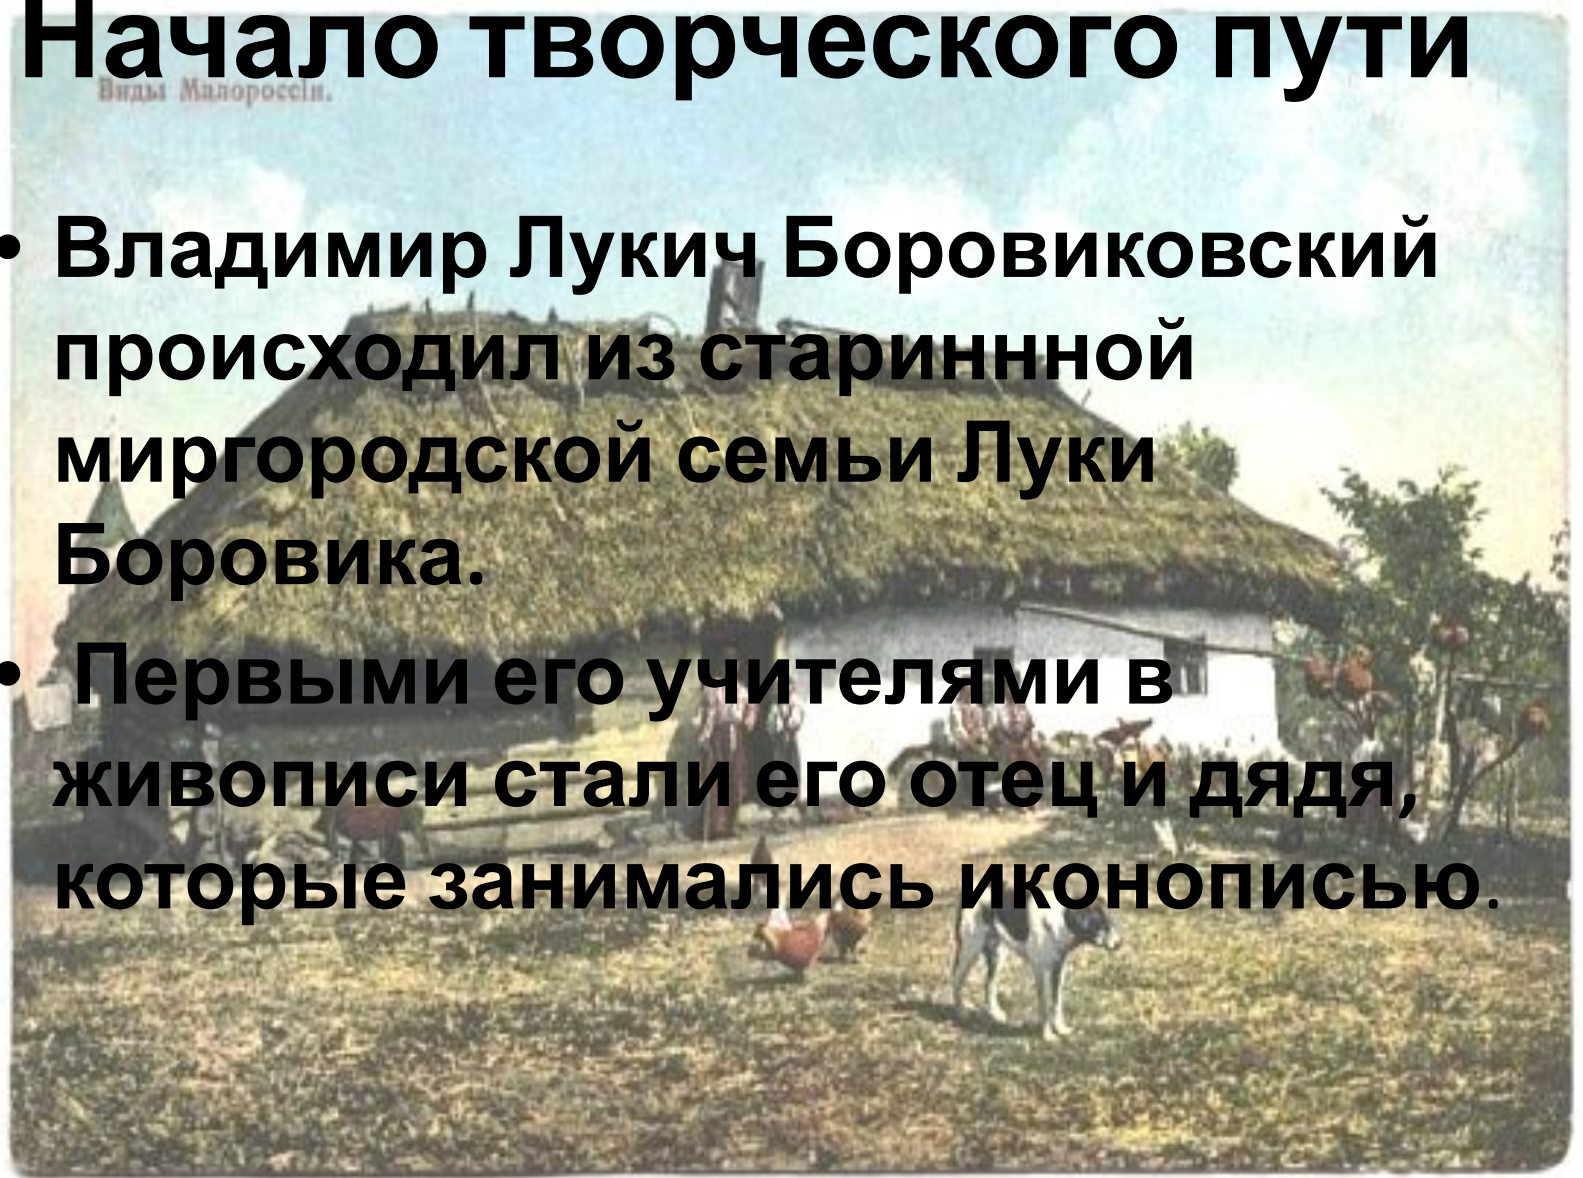 Начало творческого пути
Виды Малороссіи.
• Владимир Лукич Боровиковский
происходил из стариннной
миргородской семьи Луки
Боровика.
• Первыми его учителями в
живописи стали его отец и дядя,
которые занимались иконописью.